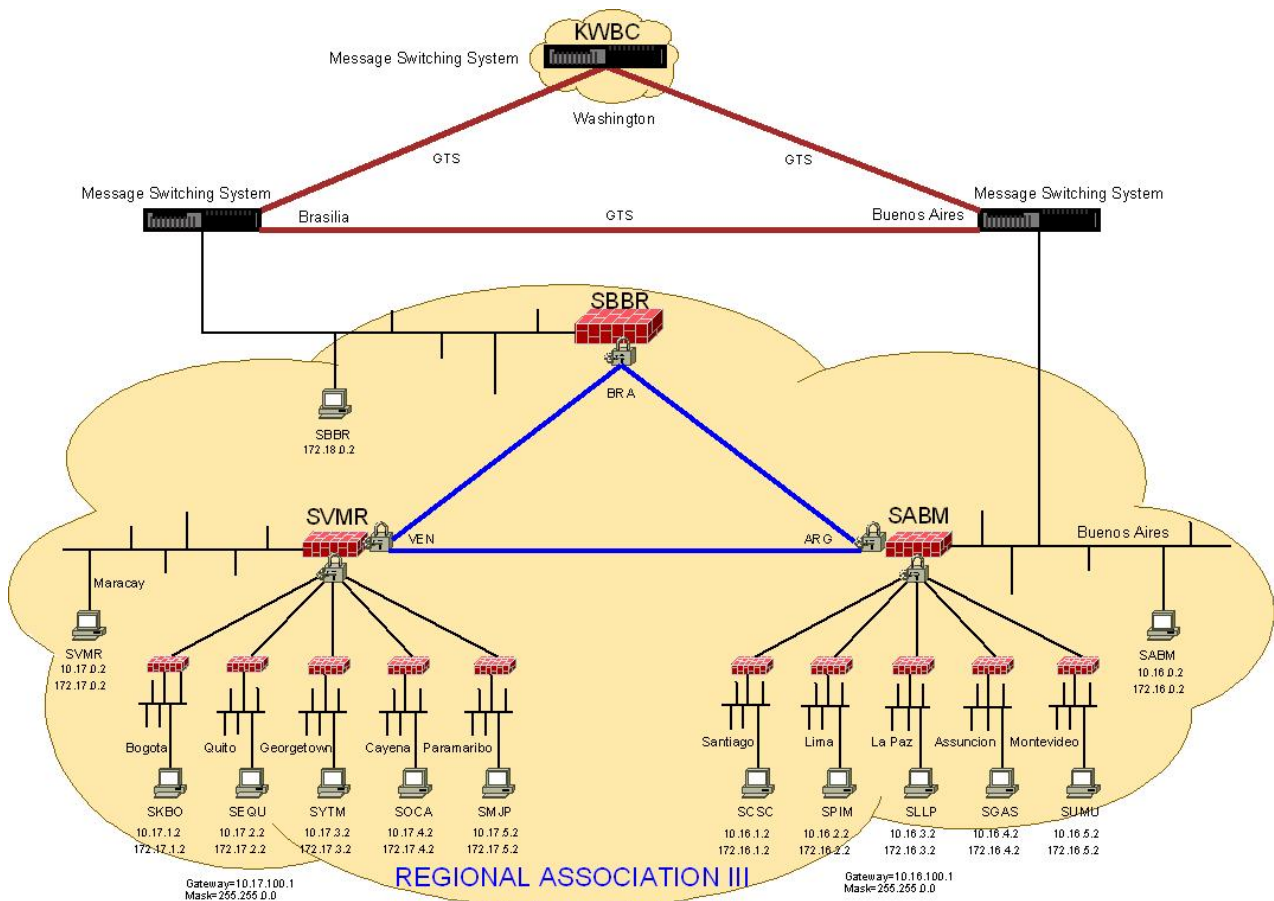 KWBC
Message Switching System
Washington
GTS
GTS
Message Switching System
Message Switching System
Brasilia
GTS
Buenos Aires
SBBR
BRA
SBBR
172.18.0.2
SVMR
VEN
ARG
SABM
Buenos Aires
Maracay
SVMR
10.17.0.2
172.17.0.2
SABM
10.16.0.2
172.16.0.2
Bogota
Quito
Georgetown
Cayena
Paramaribo
Santiago
Lima
La Paz
Assuncion
Montevideo
SKBO
SEQU
SYTM
SOCA
SMJP
SCSC
SPIM
SLLP
SGAS
SUMU
10.17.1.2
10.17.2.2
10.17.3.2
10.17.4.2
10.17.5.2
10.16.1.2
10.16.2.2
10.16.3.2
10.16.4.2
10.16.5.2
172.17.1.2
172.17.2.2
172.17.3.2
172.17.4.2
172.17.5.2
172.16.1.2
172.16.2.2
172.16.3.2
172.16.4.2
172.16.5.2
REGIONAL ASSOCIATION III
Gateway=10.17.100.1
Mask=255.255.0.0
Gateway=10.16.100.1
Mask=255.255.0.0